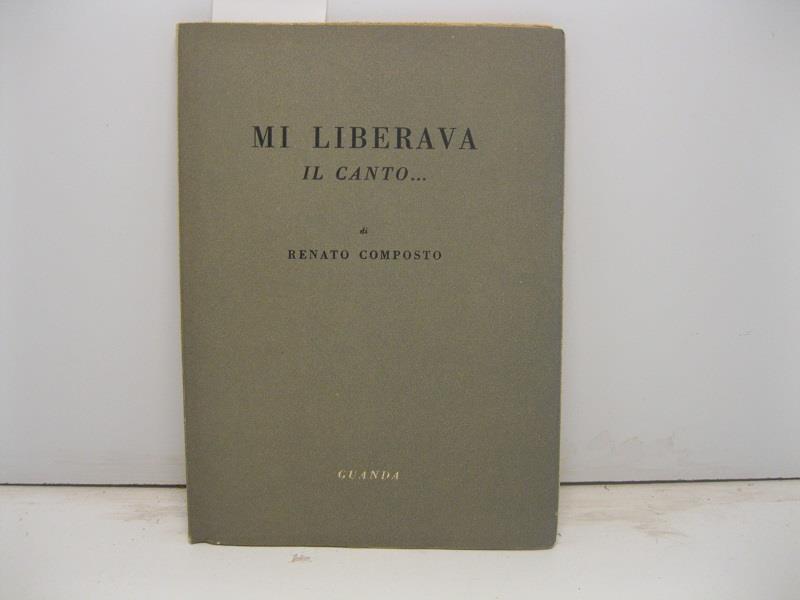 MI LIBERAVA
IL CANTO...
di
RENATO COMPOSTO
GUANDA